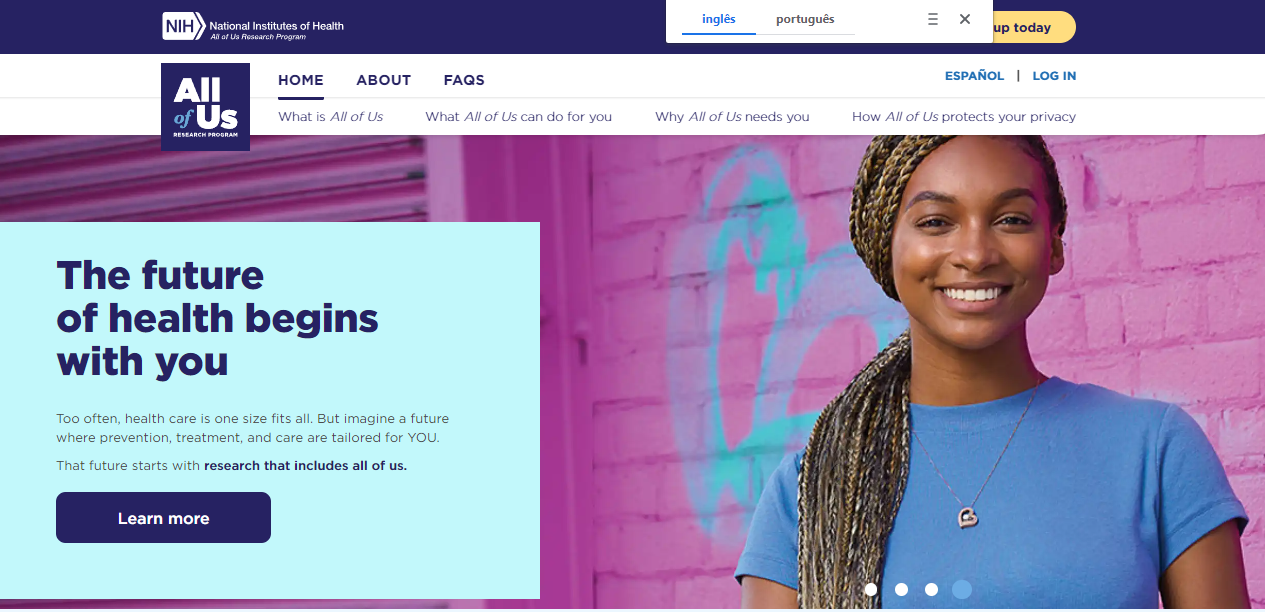 NIH National Institutes of Health
All of Us Research Program
inglês português
up today
All
of Us
RESEARCH PROGRAM
HOME ABOUT FAQS
ESPAÑOL | LOG IN
What is All of Us What All of Us can do for you Why All of Us needs you How All of Us protects your privacy
The future
of health begins
with you
Too often, health care is one size fits all. But imagine a future
where prevention, treatment, and care are tailored for YOU.
That future starts with research that includes all of us.
Learn more